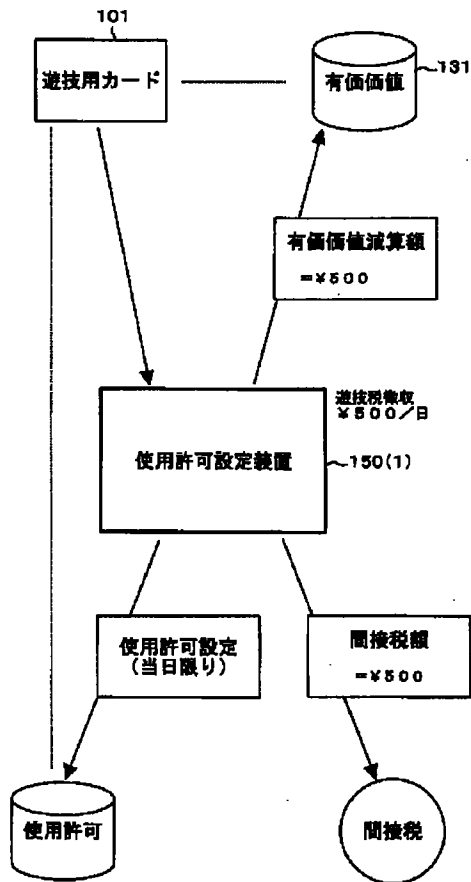 101
遊技用カード
有価価値
131
有価価値減算額
=¥500
遊技税徴収
¥500/日
使用許可設定装置
150(1)
使用許可設定
(当日限り)
間接税額
=¥500
使用許可
間接税